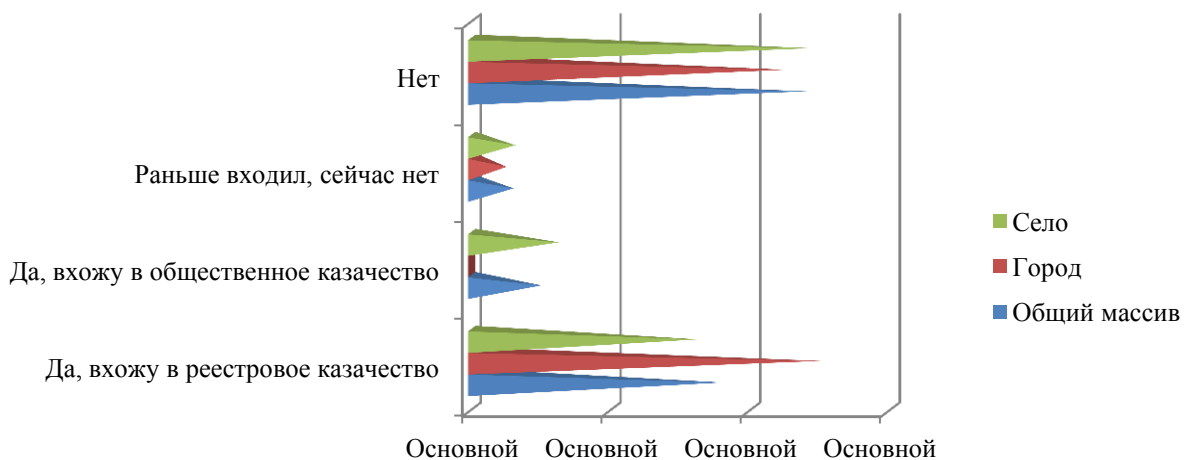 Нет
Раньше входил, сейчас нет
Да, вхожу в общественное казачество
Да, вхожу в реестровое казачество
Село
Город
Общий массив
Основной Основной Основной Основной